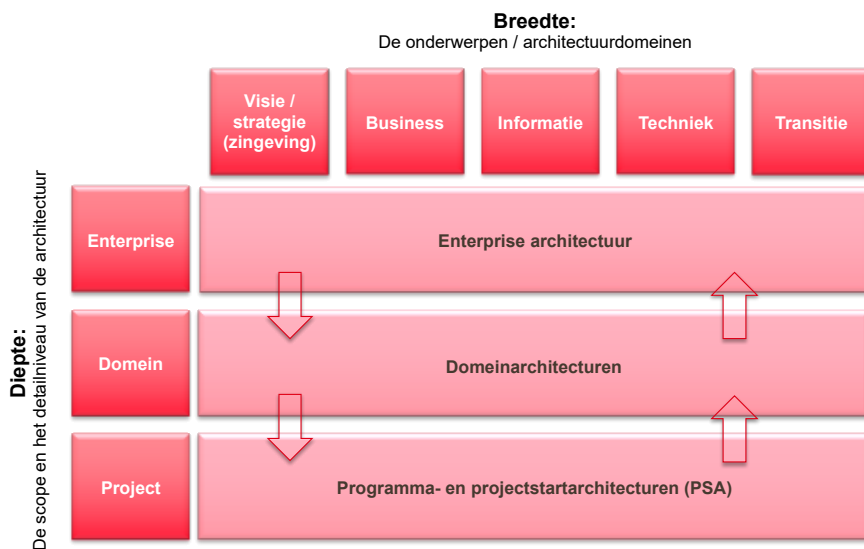 Breedte:
De onderwerpen / architectuurdomeinen
Visie /
strategie
(zingeving)
Business
Informatie
Techniek
Transitie
Diepte:
De scope en het detailniveau van de architectuur
Enterprise
Enterprise architectuur
Domein
Domeinarchitecturen
Project
Programma- en projectstartarchitecturen (PSA)